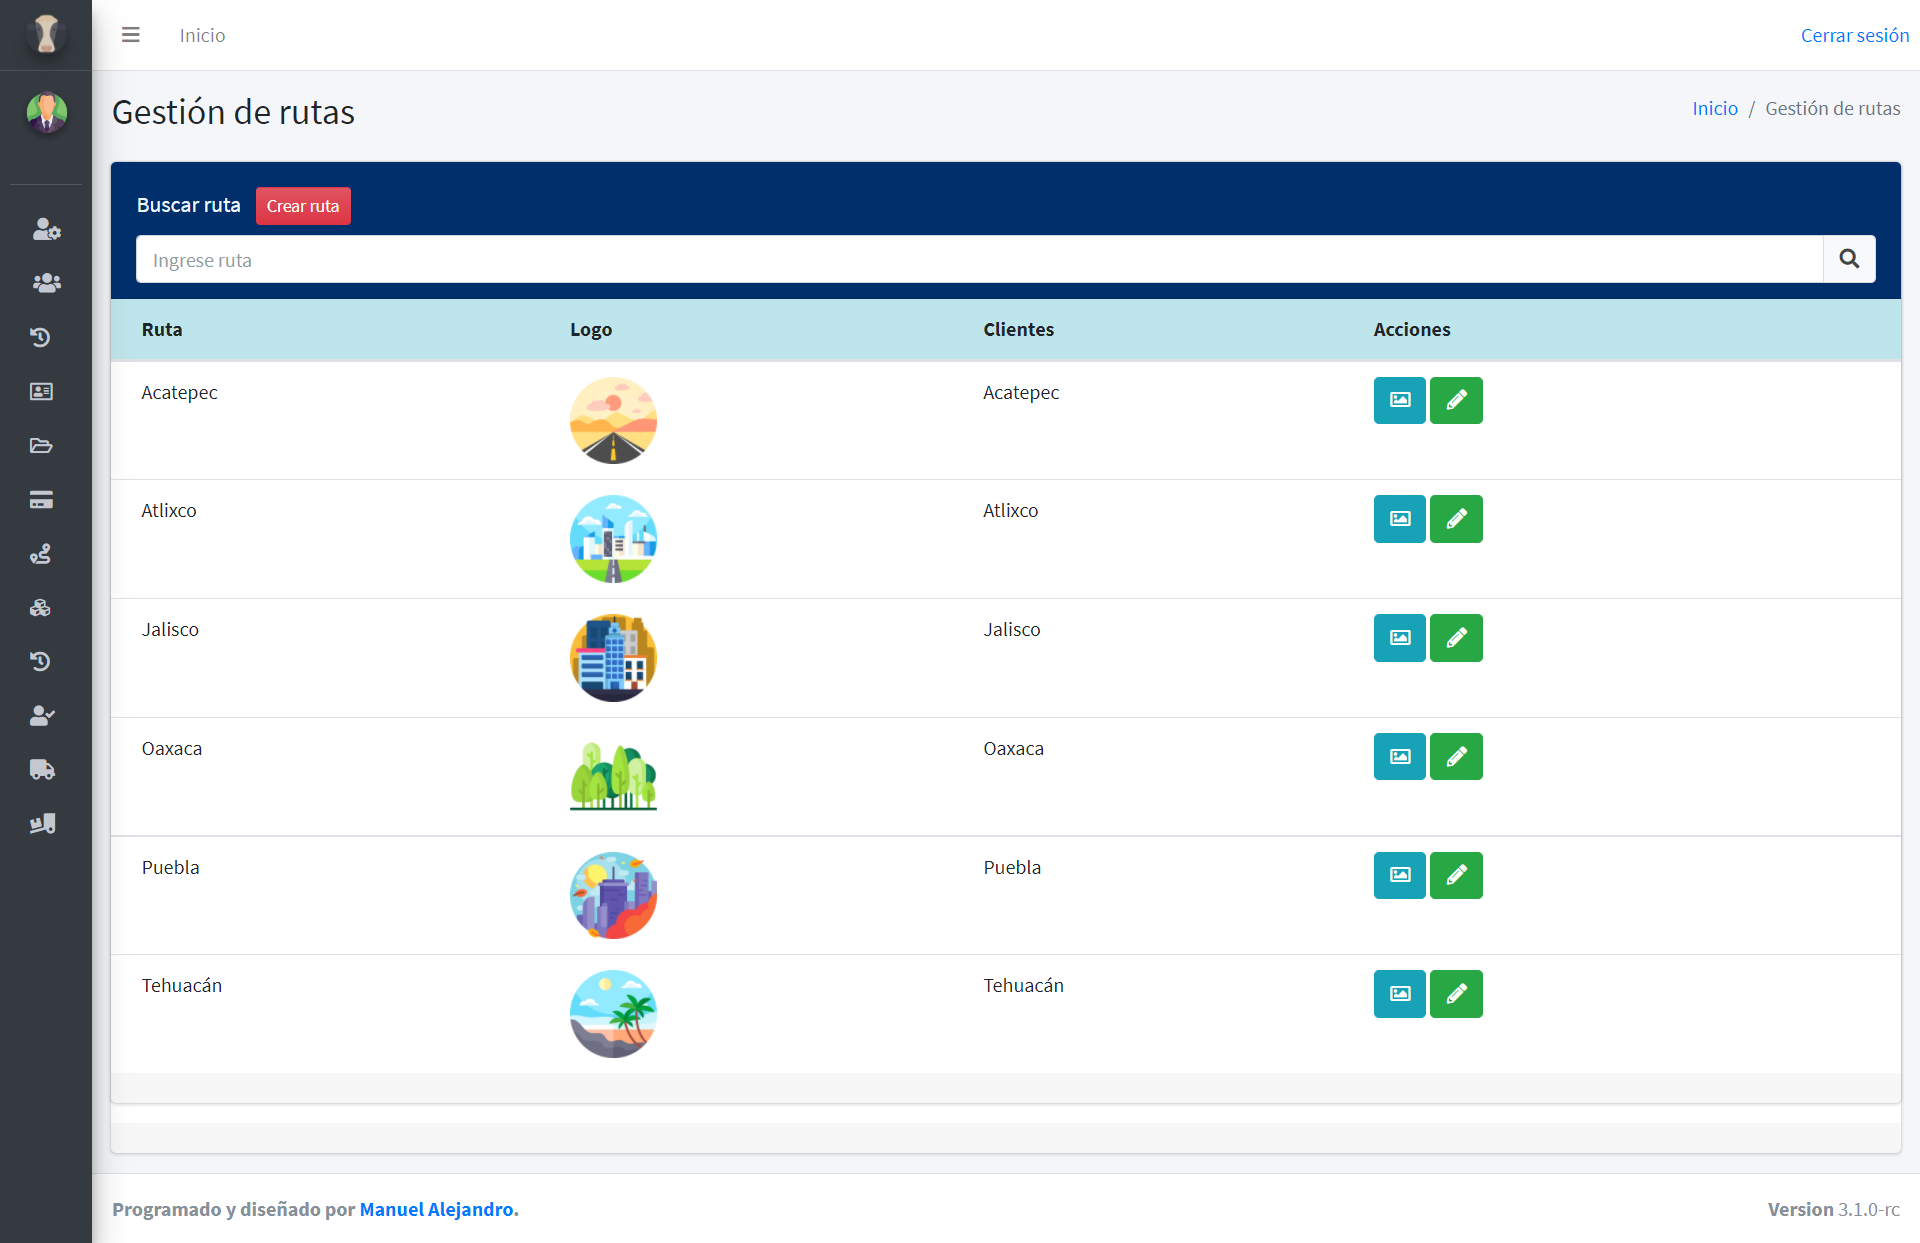 Inicio
Cerrar sesión
Gestión de rutas
Inicio / Gestión de rutas
Buscar ruta Crear ruta
Ingrese ruta
Ruta Logo Clientes Acciones
Acatepec Acatepec
Atlixco Atlixco
Jalisco Jalisco
Oaxaca Oaxaca
Puebla Puebla
Tehuacán Tehuacán
Programado y diseñado por Manuel Alejandro.
Version 3.1.0-rc